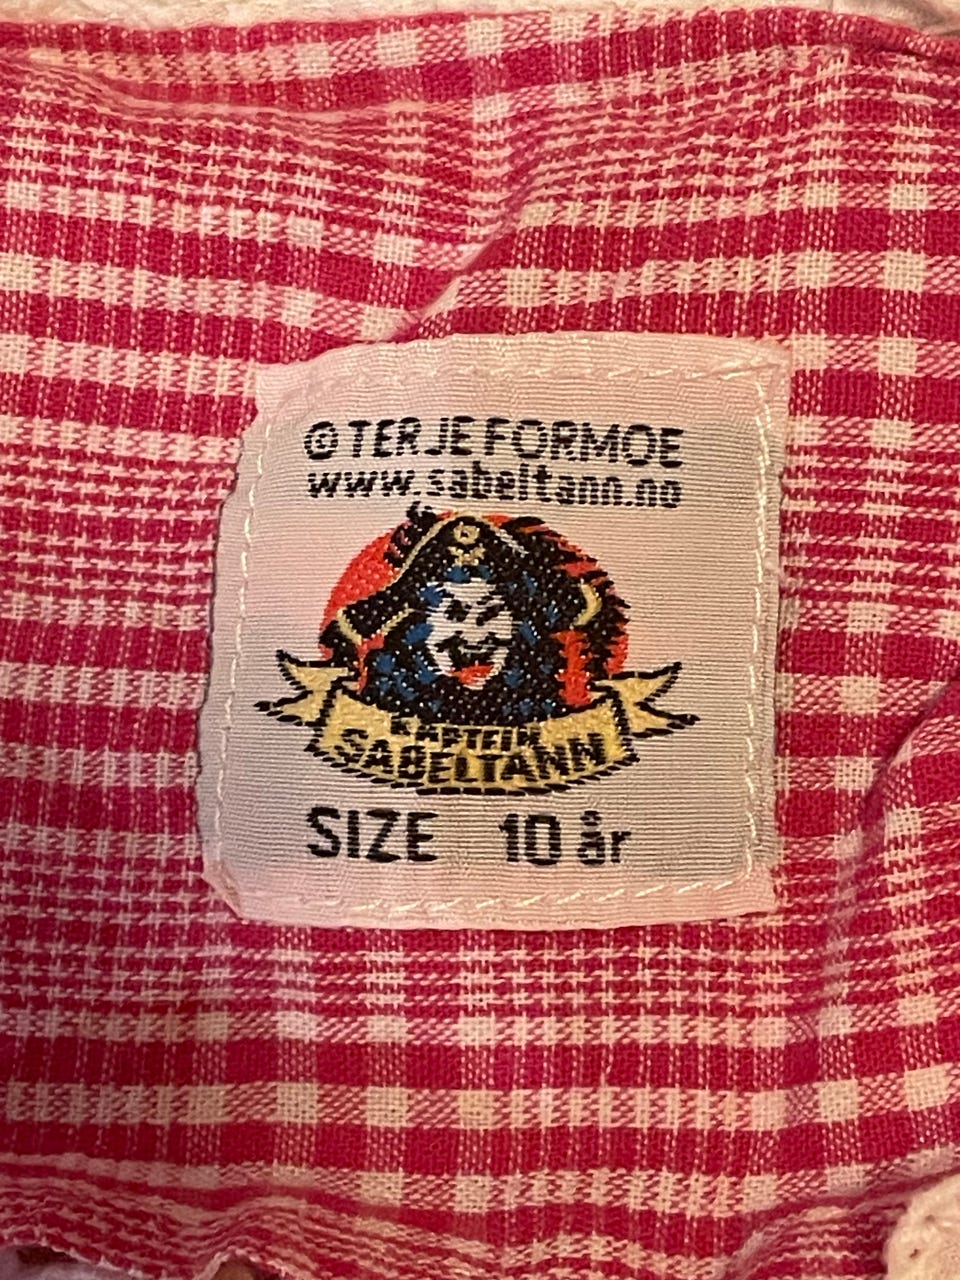 © TERJE FORMOE
www.sabeltann.no
KAPTEIN
SABELTANN
SIZE 10 år